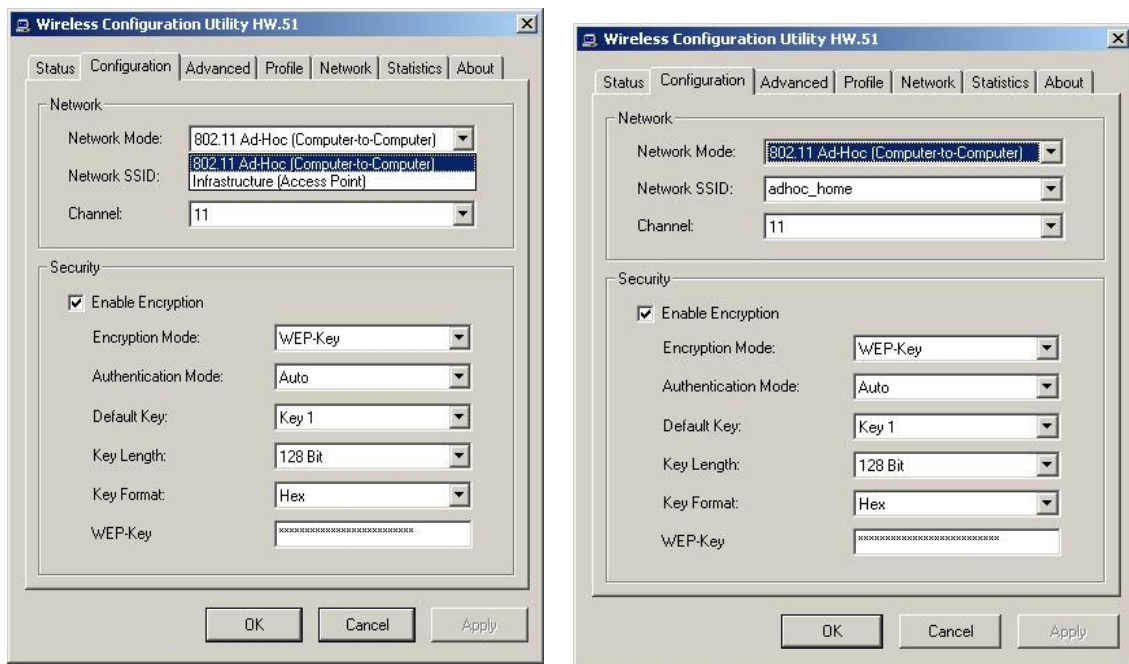 Wireless Configuration Utility HW.51
Status Configuration Advanced Profile Network Statistics About
Network
Network Mode: 802.11 Ad-Hoc (Computer-to-Computer)
802.11 Ad-Hoc (Computer-to-Computer)
Network SSID: Infrastructure (Access Point)
Channel: 11
Security
Enable Encryption
Encryption Mode: WEP-Key
Authentication Mode: Auto
Default Key: Key 1
Key Length: 128 Bit
Key Format: Hex
WEP-Key **************************
OK Cancel Apply
Wireless Configuration Utility HW.51
Status Configuration Advanced Profile Network Statistics About
Network
Network Mode: 802.11 Ad-Hoc (Computer-to-Computer)
Network SSID: adhoc_home
Channel: 11
Security
Enable Encryption
Encryption Mode: WEP-Key
Authentication Mode: Auto
Default Key: Key 1
Key Length: 128 Bit
Key Format: Hex
WEP-Key **************************
OK Cancel Apply